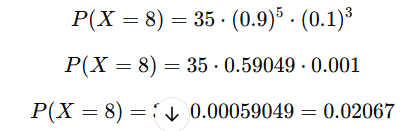 P(X = 8) = 35 · (0.9)⁵ · (0.1)³
P(X = 8) = 35 · 0.59049 · 0.001
P(X = 8) = 0.00059049 = 0.02067